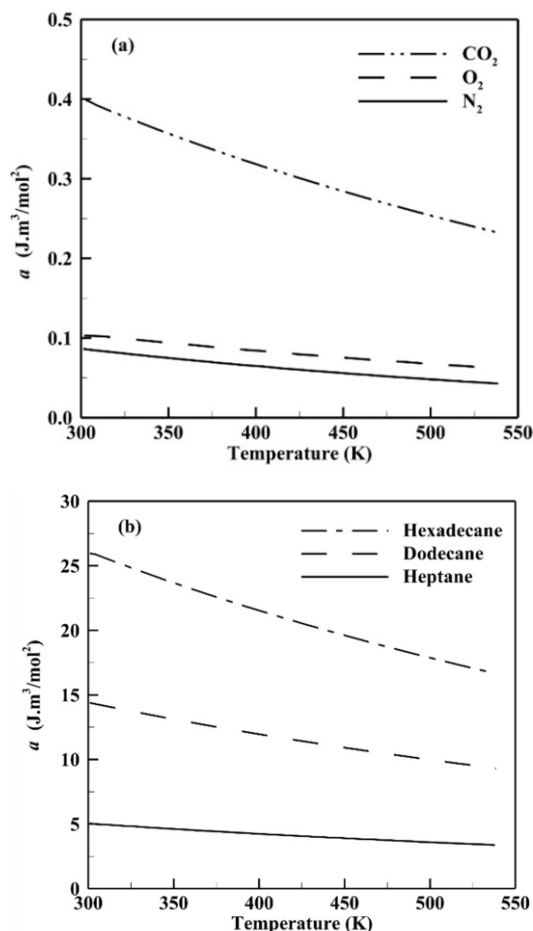 0.5
(a)
CO₂
O₂
N₂
0.4
0.3
0.2
0.1
0.0
a (J.m³/mol²)
300 350 400 450 500 550
Temperature (K)
30
(b)
Hexadecane
Dodecane
Heptane
25
20
15
10
5
0
a (J.m³/mol²)
300 350 400 450 500 550
Temperature (K)